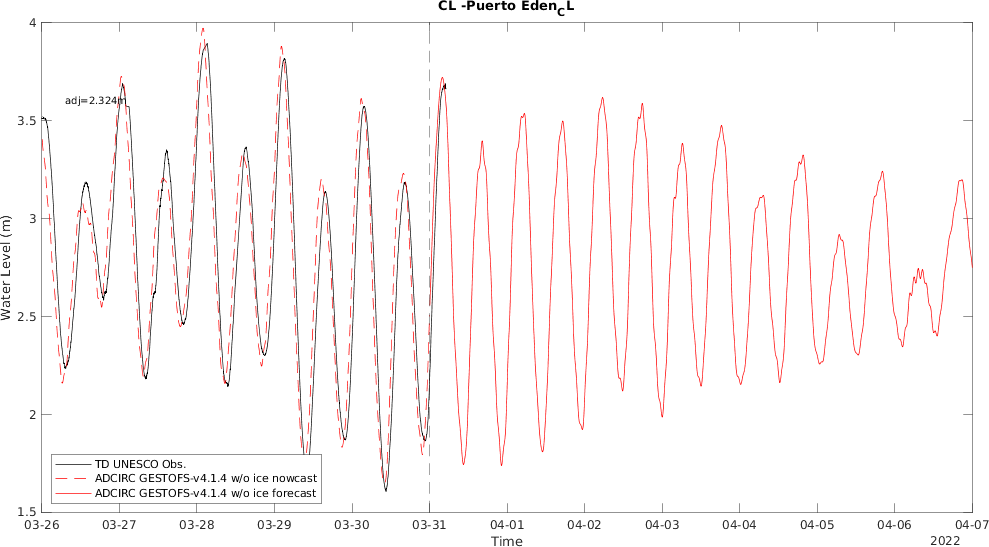 CL -Puerto Eden_CL
4
adj=2.324m
3.5
3
2.5
2
1.5
Water Level (m)
TD UNESCO Obs.
ADCIRC GESTOFS-v4.1.4 w/o ice nowcast
ADCIRC GESTOFS-v4.1.4 w/o ice forecast
03-26 03-27 03-28 03-29 03-30 03-31 04-01 04-02 04-03 04-04 04-05 04-06 04-07
Time
2022